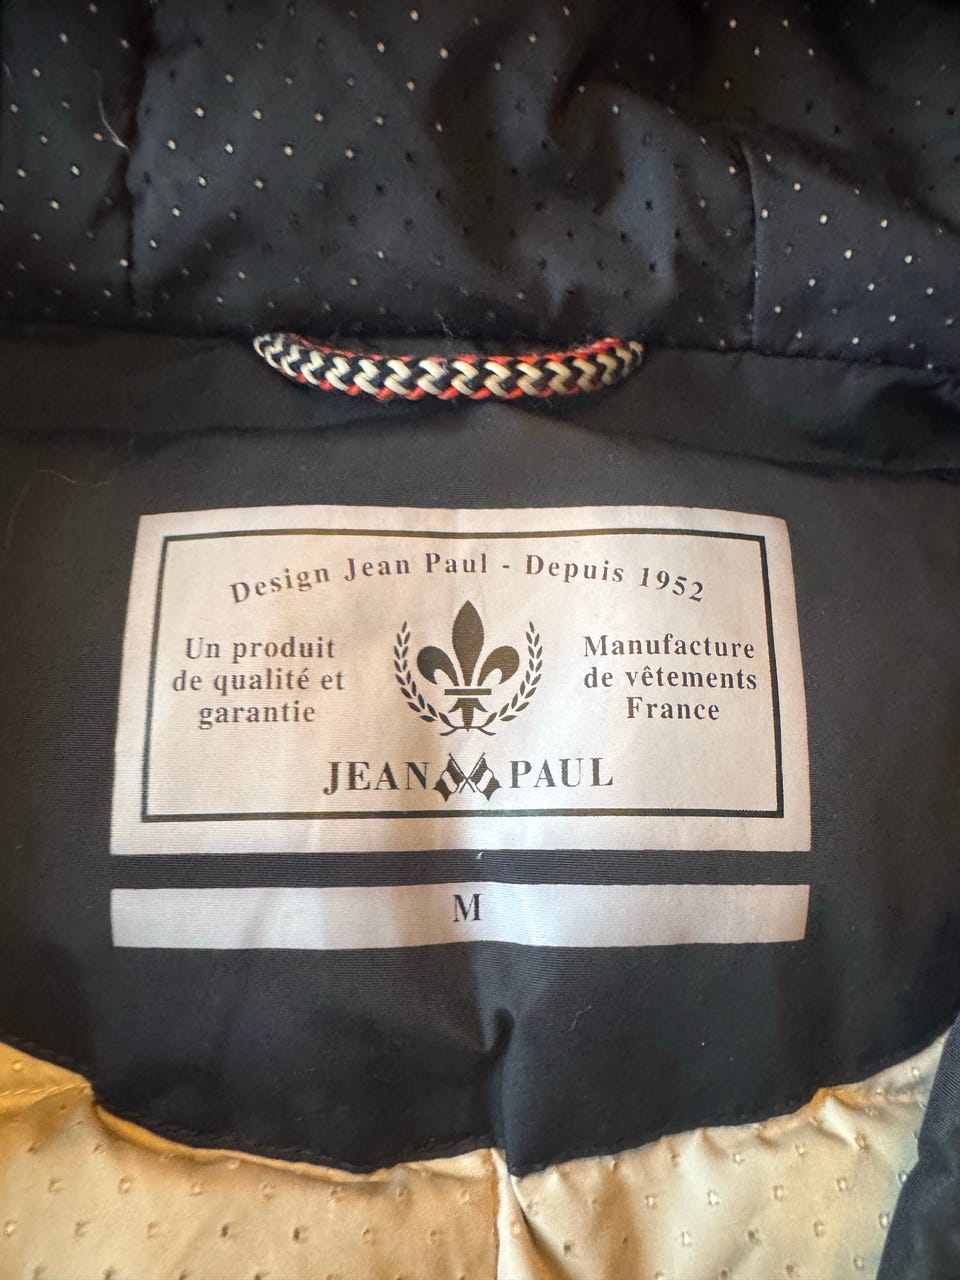 Design Jean Paul - Depuis 1952
Un produit
de qualité et
garantie
Manufacture
de vêtements
France
JEAN PAUL
M